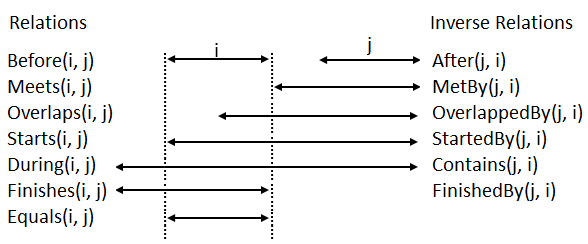 Relations Inverse Relations
i j
Before(i, j) After(j, i)
Meets(i, j) MetBy(j, i)
Overlaps(i, j) OverlappedBy(j, i)
Starts(i, j) StartedBy(j, i)
During(i, j) Contains(j, i)
Finishes(i, j) FinishedBy(j, i)
Equals(i, j)